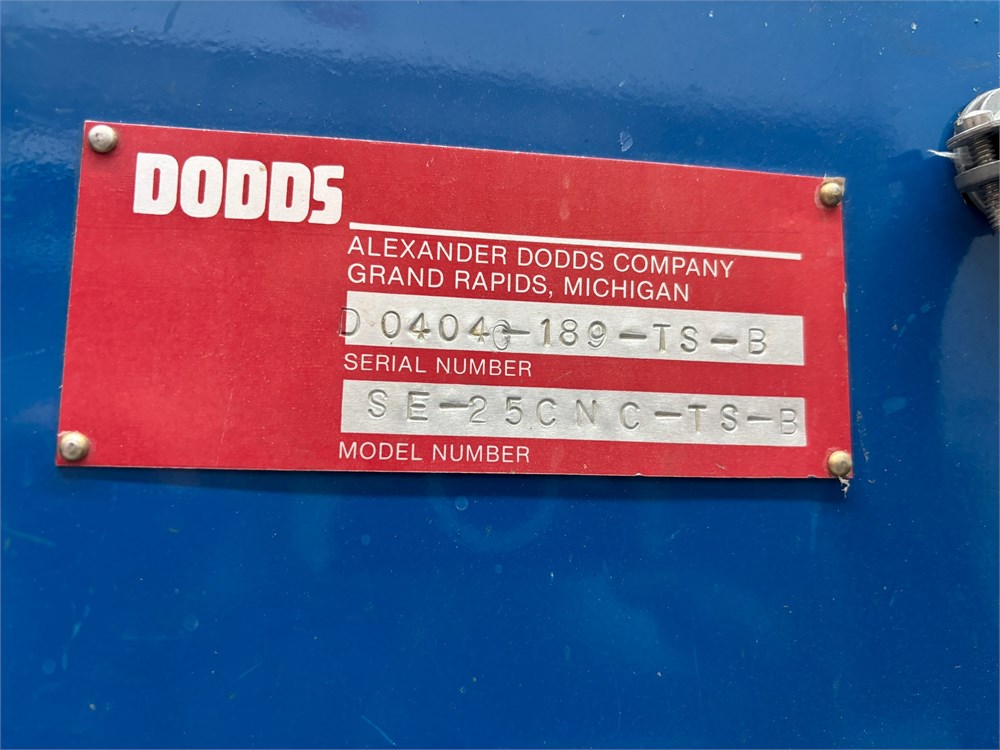 DODDS
ALEXANDER DODDS COMPANY
GRAND RAPIDS, MICHIGAN
D 0404G-189-TS-B
SERIAL NUMBER
SE-25CNC-TS-B
MODEL NUMBER